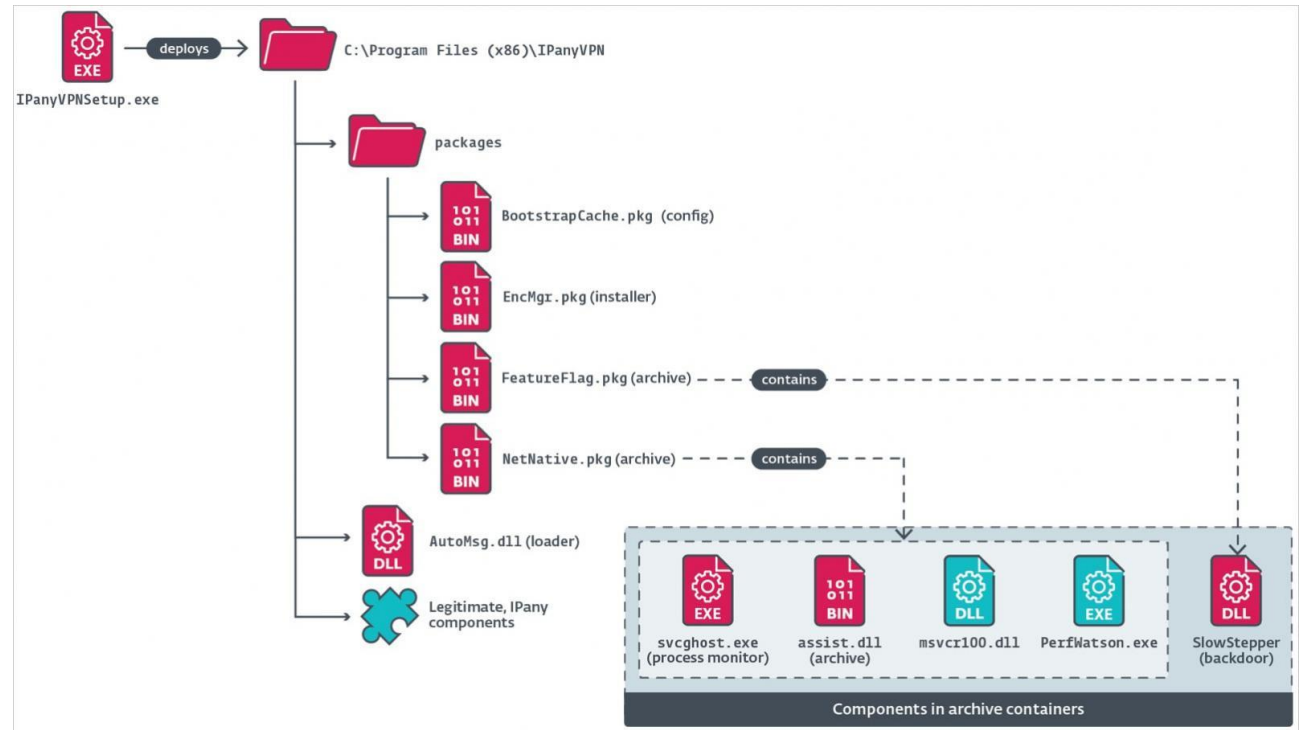 EXE
deploys
C:\Program Files (x86)\IPanyVPN
IPanyVPNSetup.exe
packages
101
011
BIN
BootstrapCache.pkg (config)
101
011
BIN
EncMgr.pkg (installer)
101
011
BIN
FeatureFlag.pkg (archive)
contains
101
011
BIN
NetNative.pkg (archive)
contains
DLL
AutoMsg.dll (loader)
Legitimate, IPany
components
EXE
svcghost.exe
(process monitor)
101
011
BIN
assist.dll
(archive)
DLL
msvcr100.dll
EXE
PerfWatson.exe
DLL
SlowStepper
(backdoor)
Components in archive containers